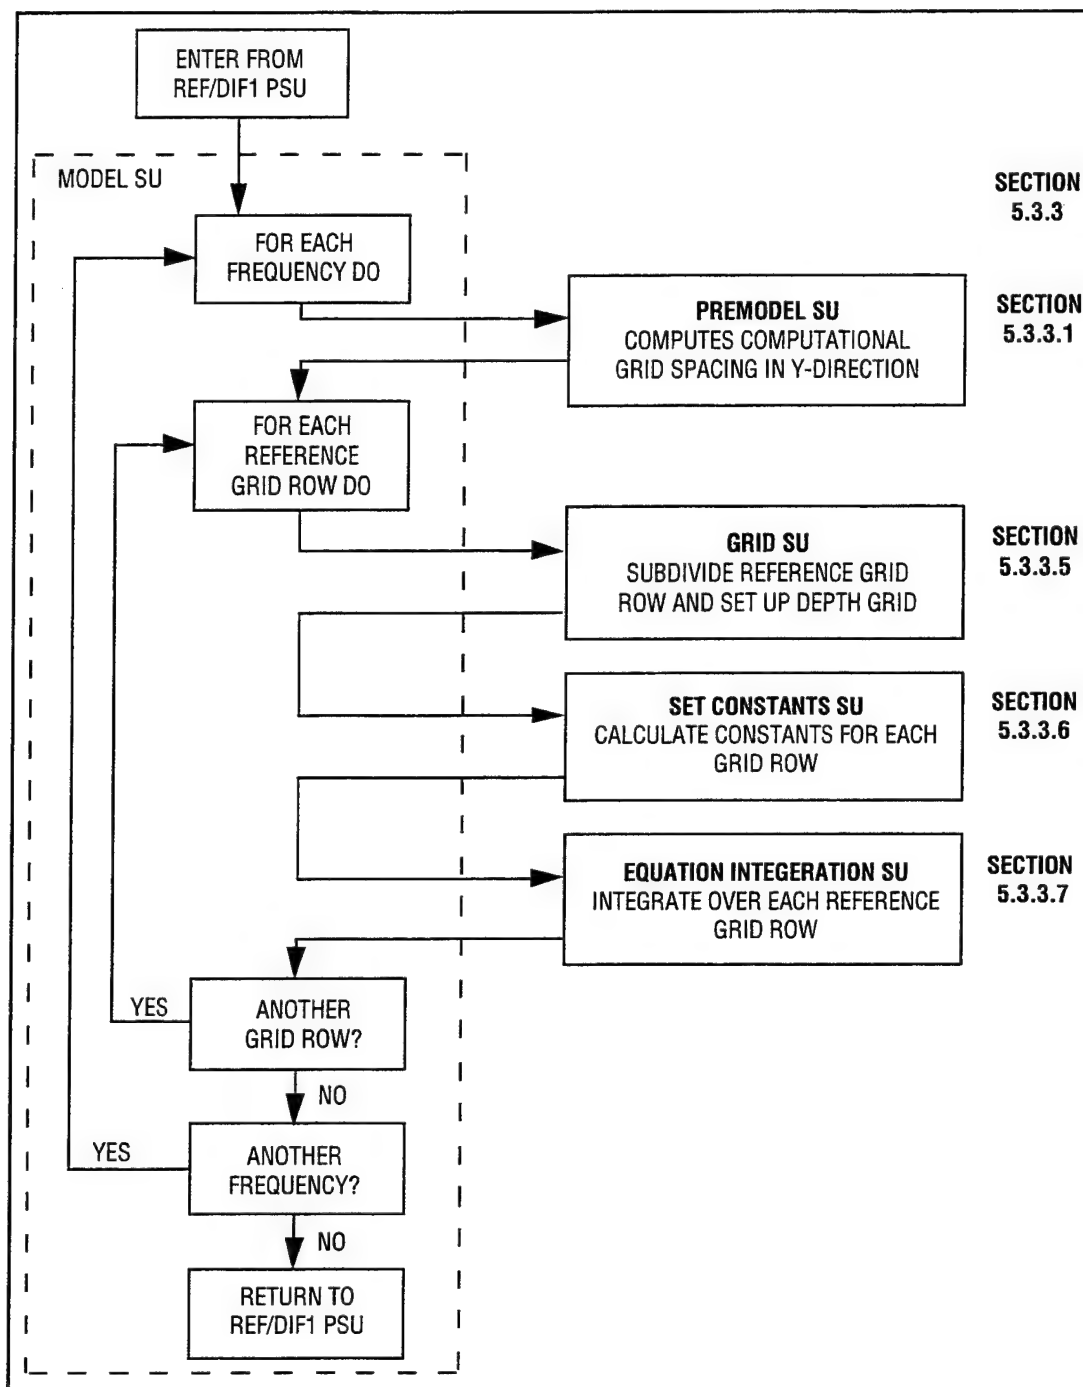 ENTER FROM
REF/DIF1 PSU
MODEL SU
SECTION
5.3.3
FOR EACH
FREQUENCY DO
PREMODEL SU
COMPUTES COMPUTATIONAL
GRID SPACING IN Y-DIRECTION
SECTION
5.3.3.1
FOR EACH
REFERENCE
GRID ROW DO
GRID SU
SUBDIVIDE REFERENCE GRID
ROW AND SET UP DEPTH GRID
SECTION
5.3.3.5
SET CONSTANTS SU
CALCULATE CONSTANTS FOR EACH
GRID ROW
SECTION
5.3.3.6
EQUATION INTEGERATION SU
INTEGRATE OVER EACH REFERENCE
GRID ROW
SECTION
5.3.3.7
YES
ANOTHER
GRID ROW?
NO
YES
ANOTHER
FREQUENCY?
NO
RETURN TO
REF/DIF1 PSU